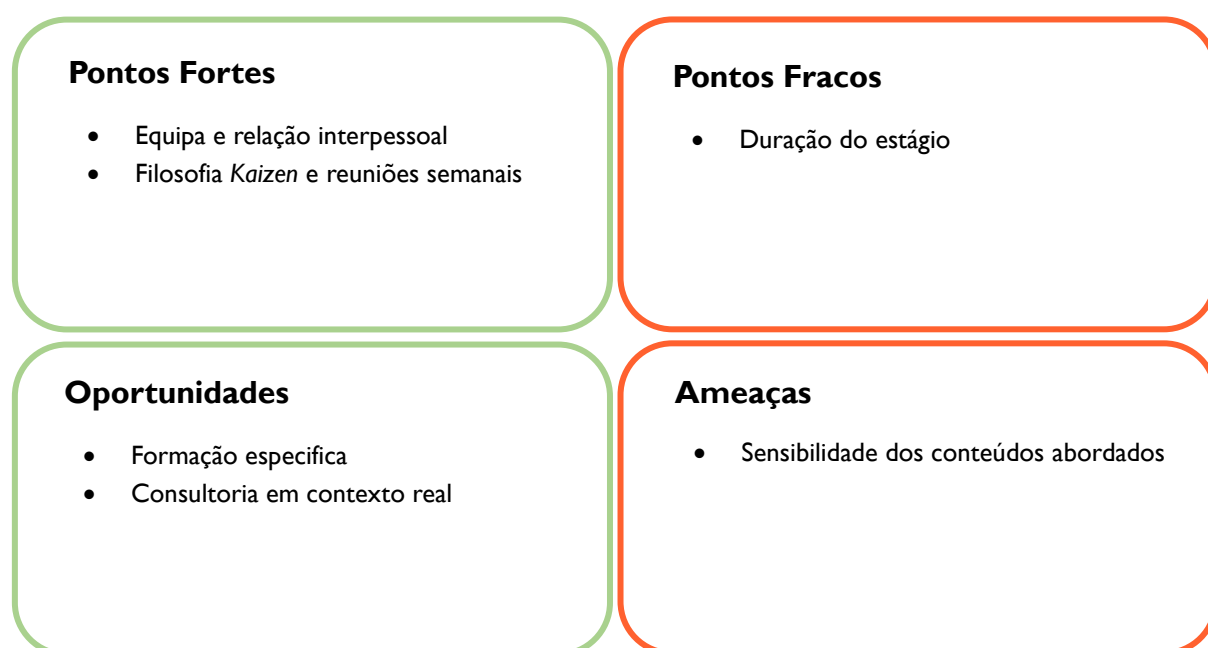 Pontos Fortes
• Equipa e relação interpessoal
• Filosofia Kaizen e reuniões semanais
Pontos Fracos
• Duração do estágio
Oportunidades
• Formação especifica
• Consultoria em contexto real
Ameaças
• Sensibilidade dos conteúdos abordados